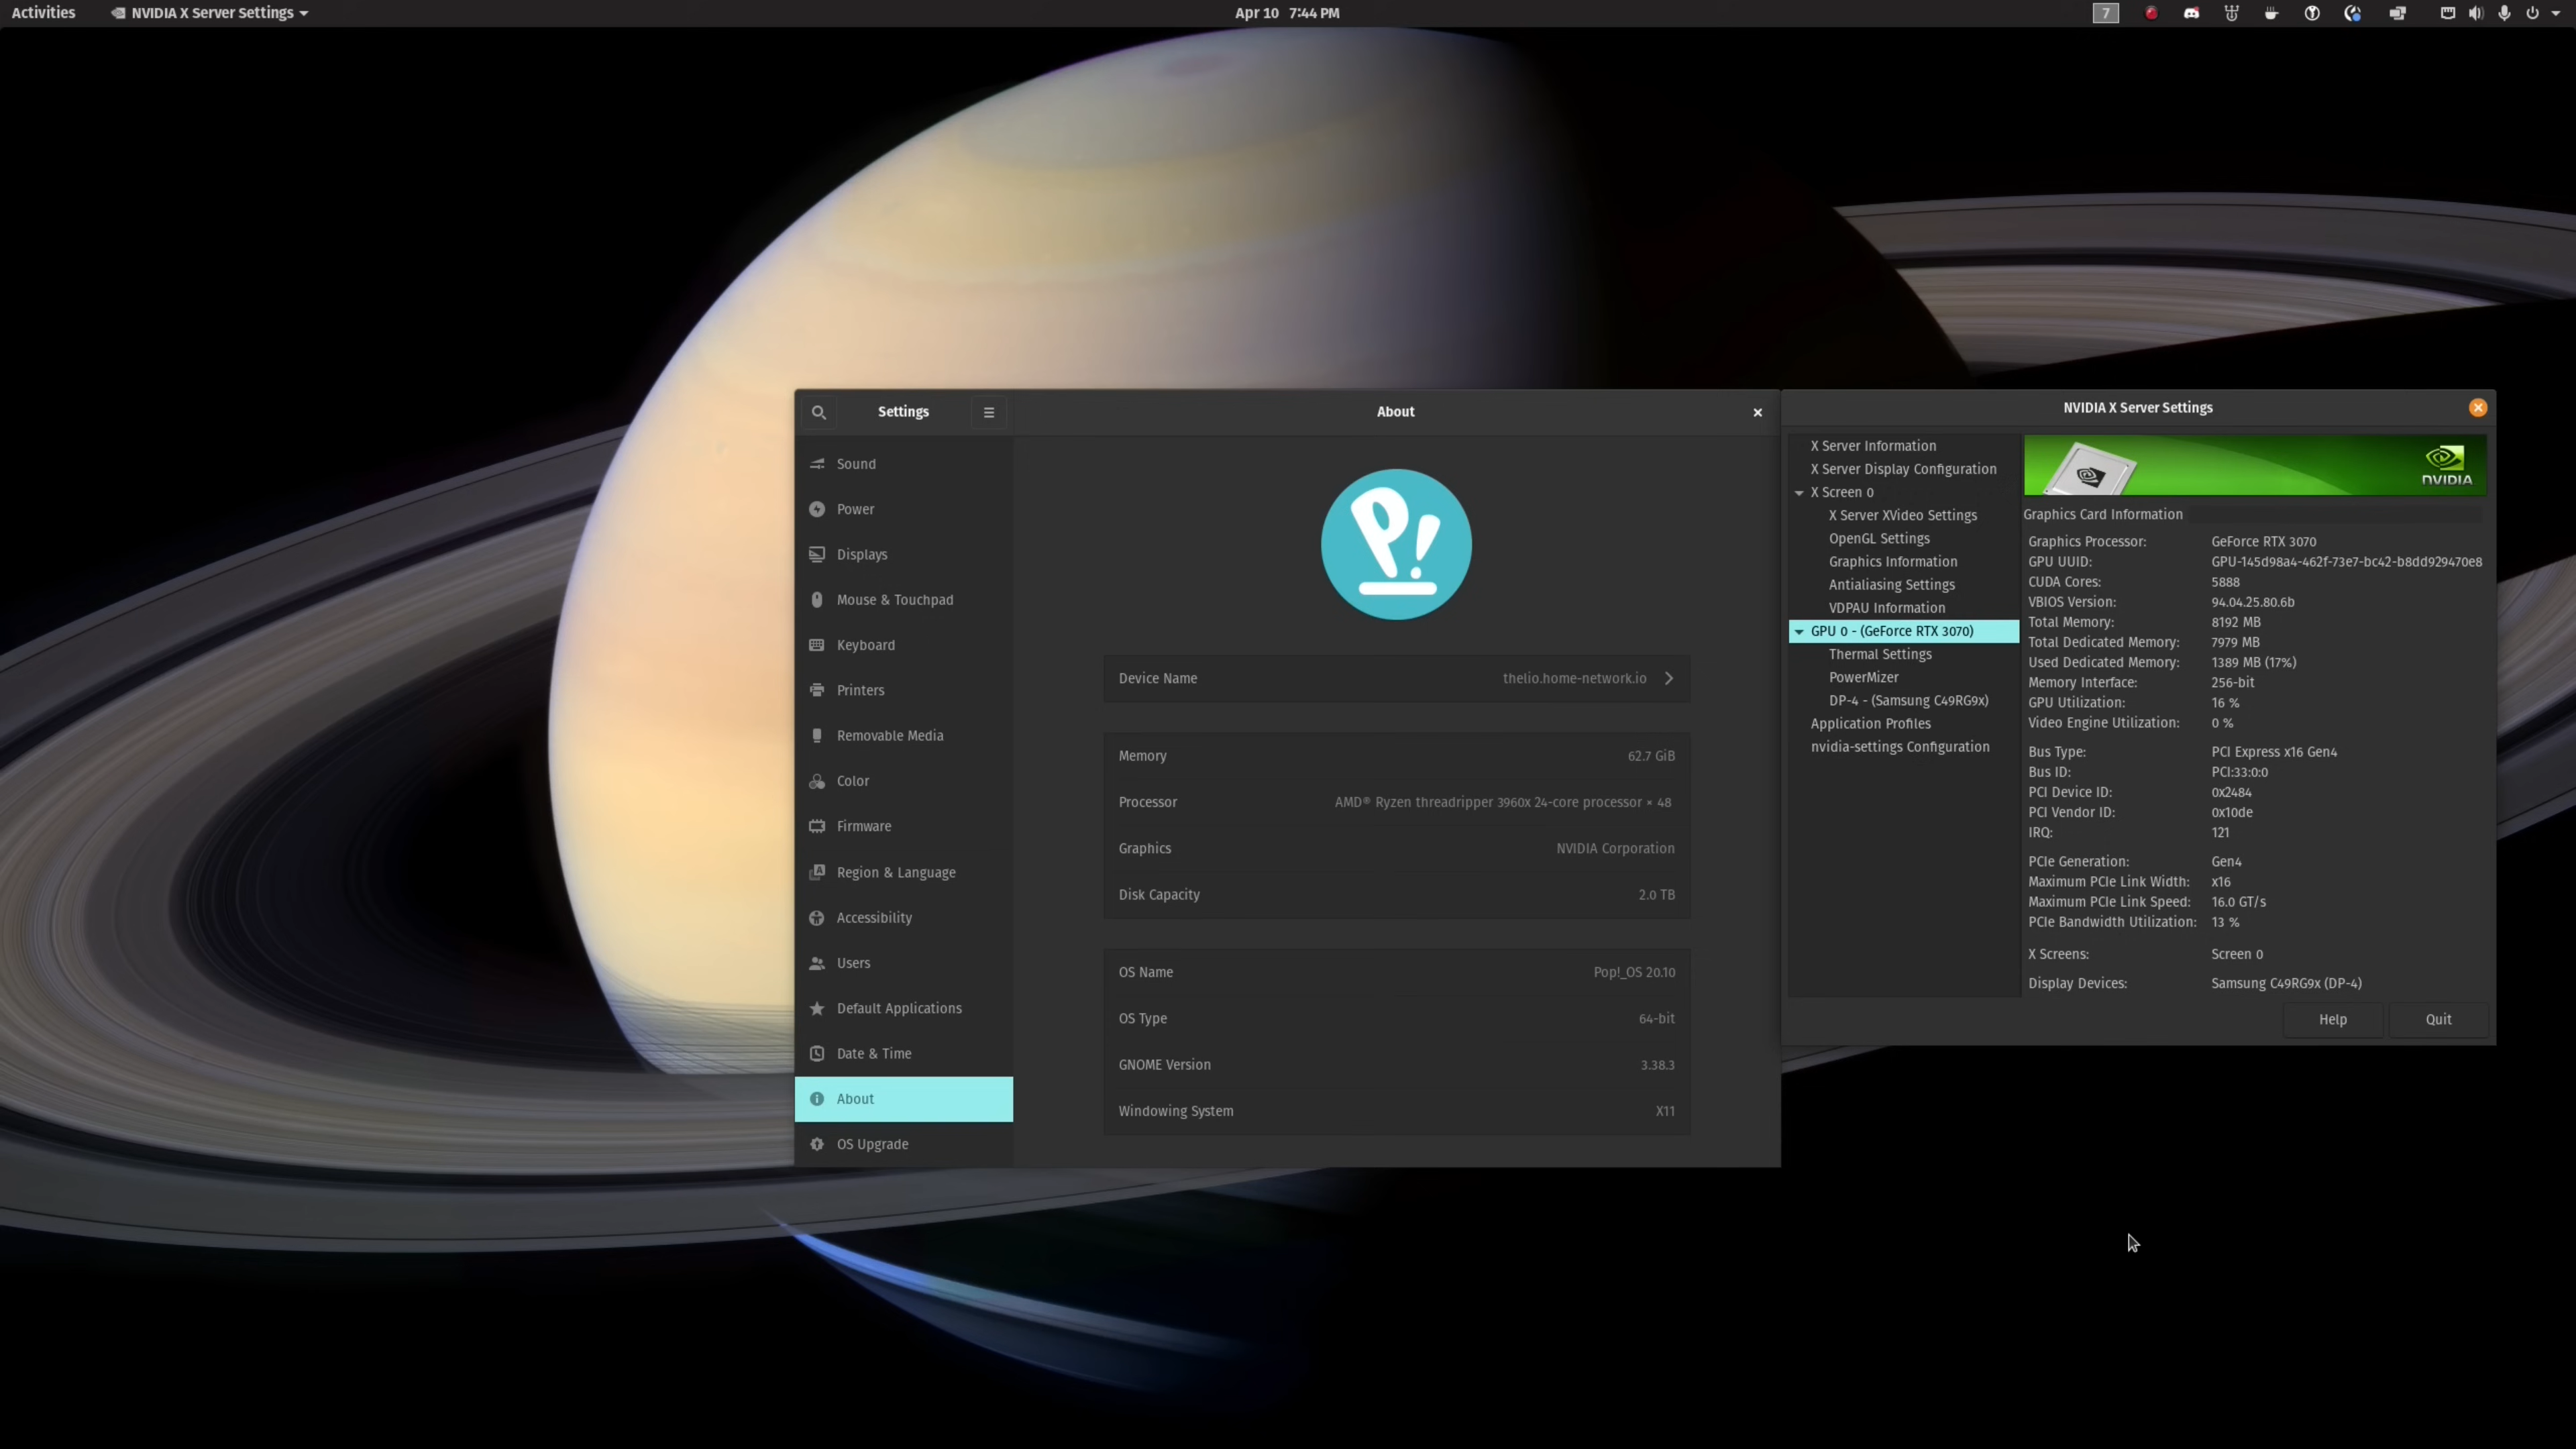 Activities NVIDIA X Server Settings Apr 10 7:44 PM 7
Settings
About
Sound
Power
Displays
Mouse & Touchpad
Keyboard
Printers
Removable Media
Color
Firmware
Region & Language
Accessibility
Users
Default Applications
Date & Time
About
OS Upgrade
P!
Device Name thelio.home-network.io
Memory 62.7 GiB
Processor AMD® Ryzen threadripper 3960x 24-core processor × 48
Graphics NVIDIA Corporation
Disk Capacity 2.0 TB
OS Name Pop!_OS 20.10
OS Type 64-bit
GNOME Version 3.38.3
Windowing System X11
NVIDIA X Server Settings
X Server Information
X Server Display Configuration
X Screen 0
X Server XVideo Settings
OpenGL Settings
Graphics Information
Antialiasing Settings
VDPAU Information
GPU 0 - (GeForce RTX 3070)
Thermal Settings
PowerMizer
DP-4 - (Samsung C49RG9x)
Application Profiles
nvidia-settings Configuration
NVIDIA
Graphics Card Information
Graphics Processor: GeForce RTX 3070
GPU UUID: GPU-145d98a4-462f-73e7-bc42-b8dd929470e8
CUDA Cores: 5888
VBIOS Version: 94.04.25.80.6b
Total Memory: 8192 MB
Total Dedicated Memory: 7979 MB
Used Dedicated Memory: 1389 MB (17%)
Memory Interface: 256-bit
GPU Utilization: 16 %
Video Engine Utilization: 0 %
Bus Type: PCI Express x16 Gen4
Bus ID: PCI:33:0:0
PCI Device ID: 0x2484
PCI Vendor ID: 0x10de
IRQ: 121
PCIe Generation: Gen4
Maximum PCIe Link Width: x16
Maximum PCIe Link Speed: 16.0 GT/s
PCIe Bandwidth Utilization: 13 %
X Screens: Screen 0
Display Devices: Samsung C49RG9x (DP-4)
Help Quit